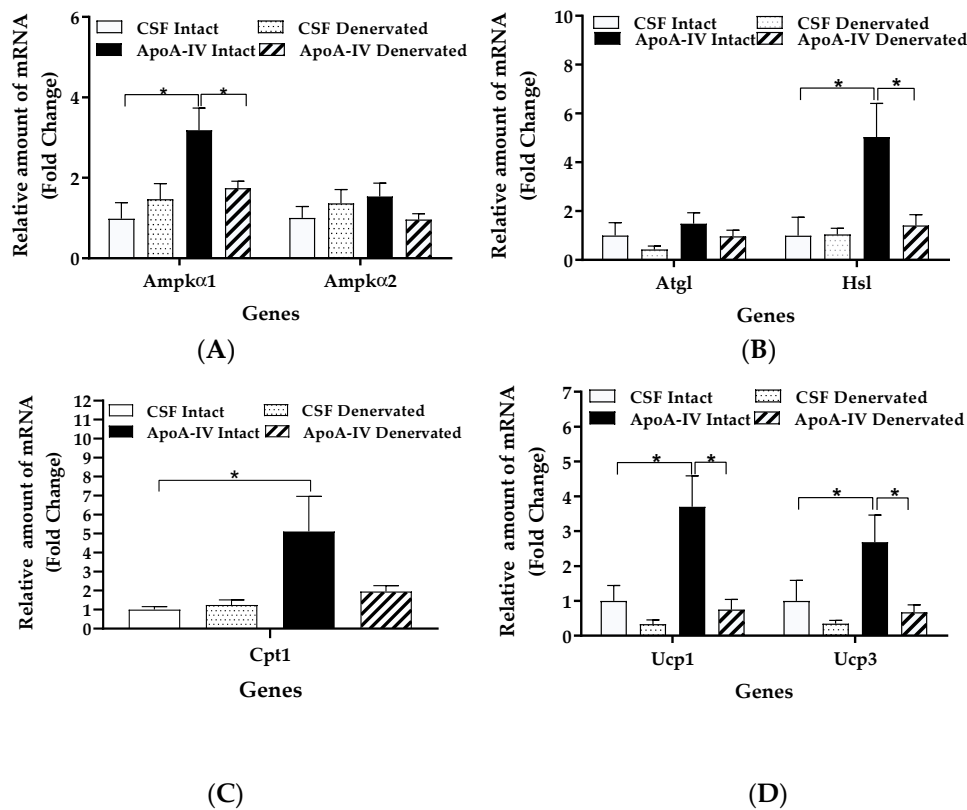 CSF Intact CSF Denervated
ApoA-IV Intact ApoA-IV Denervated
Relative amount of mRNA
(Fold Change)
6
4
2
0
* *
Ampkα1 Ampkα2
Genes
(A)
CSF Intact CSF Denervated
ApoA-IV Intact ApoA-IV Denervated
Relative amount of mRNA
(Fold Change)
10
8
6
4
2
0
* *
Atgl Hsl
Genes
(B)
CSF Intact CSF Denervated
ApoA-IV Intact ApoA-IV Denervated
Relative amount of mRNA
(Fold Change)
12
11
10
9
8
7
6
5
4
3
2
1
0
*
Cpt1
Genes
(C)
CSF Intact CSF Denervated
ApoA-IV Intact ApoA-IV Denervated
Relative amount of mRNA
(Fold Change)
7
6
5
4
3
2
1
0
* *
* *
Ucp1 Ucp3
Genes
(D)